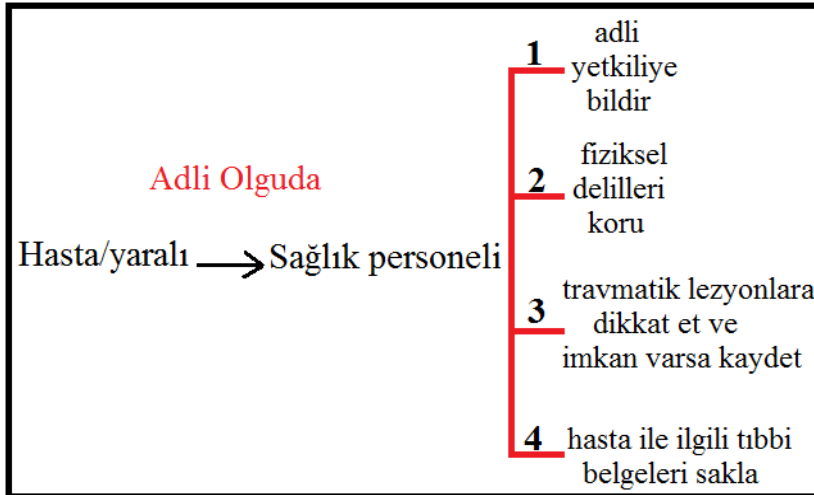 Adli Olguda
Hasta/yaralı
Sağlık personeli
1
adli
yetkiliye
bildir
2
fiziksel
delilleri
koru
3
travmatik lezyonlara
dikkat et ve
imkan varsa kaydet
4
hasta ile ilgili tıbbi
belgeleri sakla